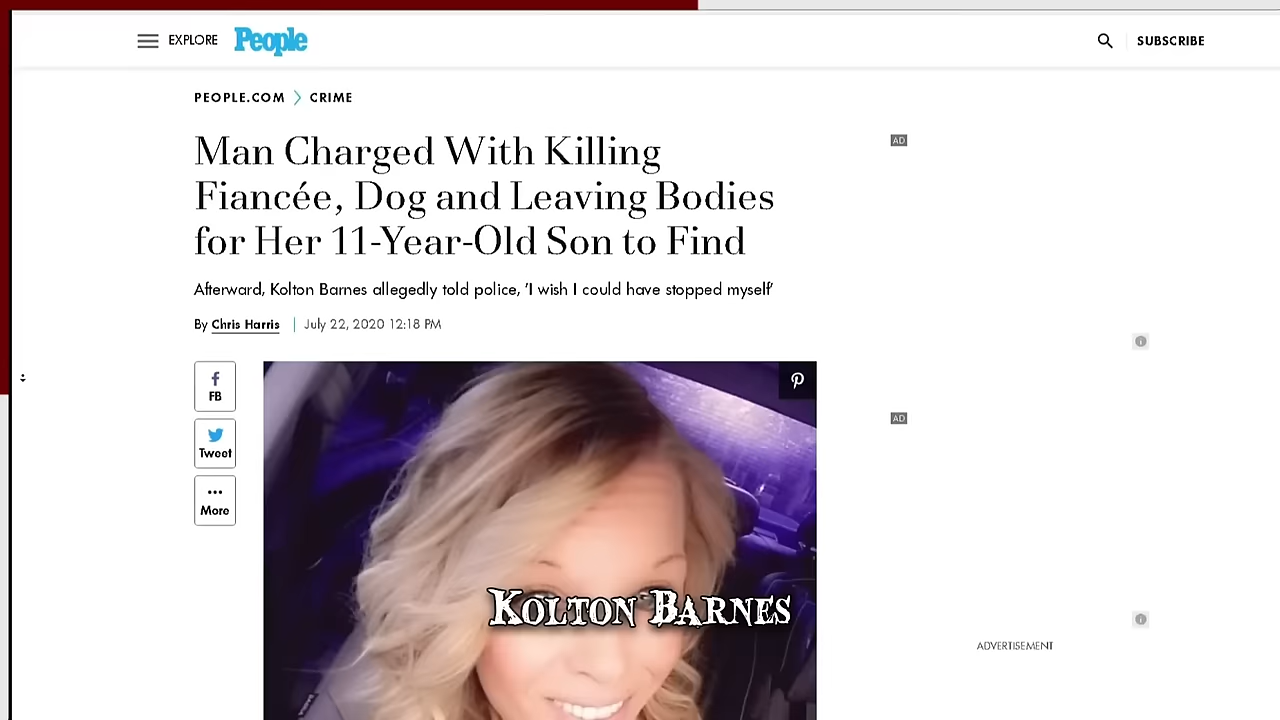 EXPLORE People SUBSCRIBE
PEOPLE.COM > CRIME
Man Charged With Killing
Fiancée, Dog and Leaving Bodies
for Her 11-Year-Old Son to Find
Afterward, Kolton Barnes allegedly told police, 'I wish I could have stopped myself'
By Chris Harris | July 22, 2020 12:18 PM
FB
Tweet
More
AD
AD
KOLTON BARNES
ADVERTISEMENT